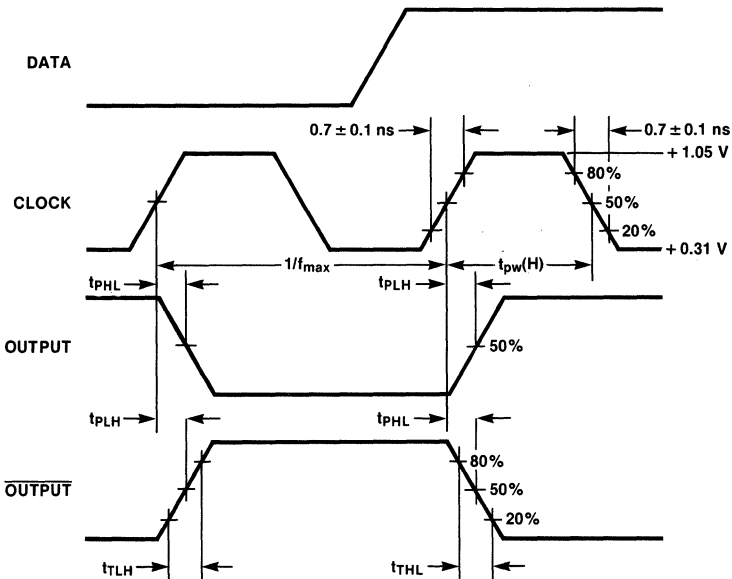 DATA
0.7 ± 0.1 ns
0.7 ± 0.1 ns
+ 1.05 V
80%
CLOCK
50%
20%
+ 0.31 V
1/fmax
tpw(H)
tPHL
tPLH
OUTPUT
50%
tPLH
tPHL
80%
OUTPUT
50%
20%
tTLH
tTHL